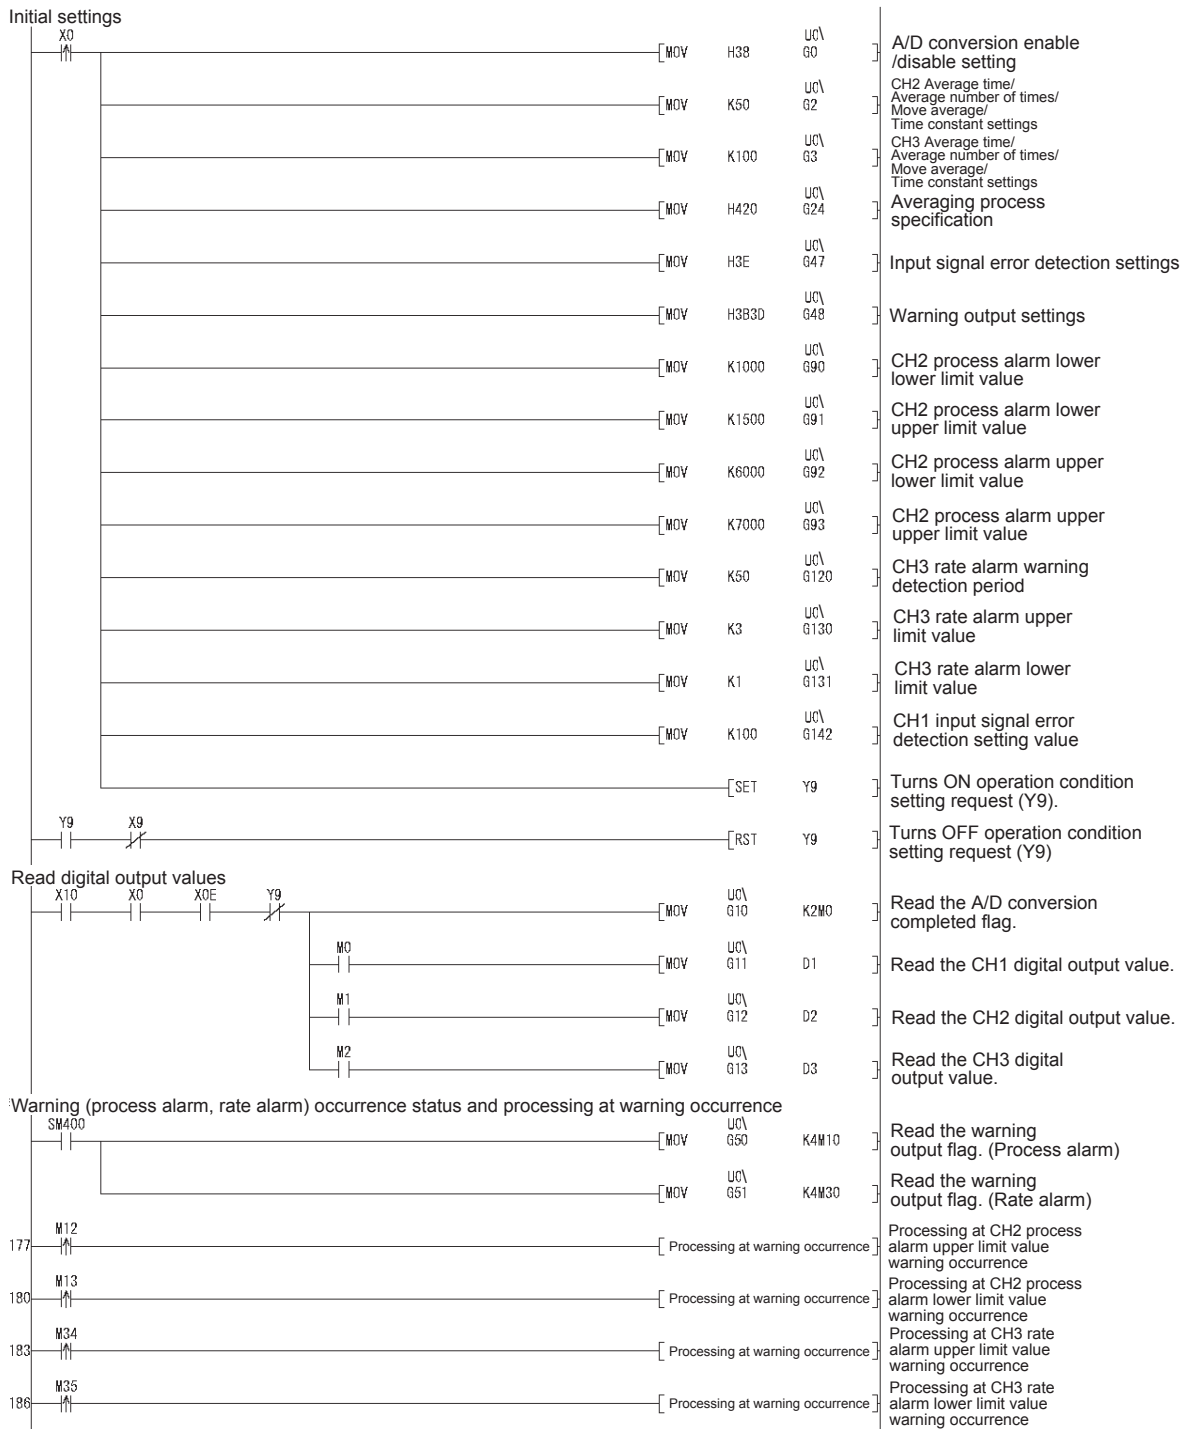 Initial settings
X0
U0\
MOV H38 G0
A/D conversion enable
/disable setting
U0\
MOV K50 G2
CH2 Average time/
Average number of times/
Move average/
Time constant settings
U0\
MOV K100 G3
CH3 Average time/
Average number of times/
Move average/
Time constant settings
U0\
MOV H420 G24
Averaging process
specification
U0\
MOV H3E G47
Input signal error detection settings
U0\
MOV H3B3D G48
Warning output settings
U0\
MOV K1000 G90
CH2 process alarm lower
lower limit value
U0\
MOV K1500 G91
CH2 process alarm lower
upper limit value
U0\
MOV K6000 G92
CH2 process alarm upper
lower limit value
U0\
MOV K7000 G93
CH2 process alarm upper
upper limit value
U0\
MOV K50 G120
CH3 rate alarm warning
detection period
U0\
MOV K3 G130
CH3 rate alarm upper
limit value
U0\
MOV K1 G131
CH3 rate alarm lower
limit value
U0\
MOV K100 G142
CH1 input signal error
detection setting value
SET Y9
Turns ON operation condition
setting request (Y9).
Y9 X9
RST Y9
Turns OFF operation condition
setting request (Y9)
Read digital output values
X10 X0 X0E Y9
U0\
MOV G10 K2M0
Read the A/D conversion
completed flag.
M0
U0\
MOV G11 D1
Read the CH1 digital output value.
M1
U0\
MOV G12 D2
Read the CH2 digital output value.
M2
U0\
MOV G13 D3
Read the CH3 digital
output value.
Warning (process alarm, rate alarm) occurrence status and processing at warning occurrence
SM400
U0\
MOV G50 K4M10
Read the warning
output flag. (Process alarm)
U0\
MOV G51 K4M30
Read the warning
output flag. (Rate alarm)
M12
177 Processing at warning occurrence
Processing at CH2 process
alarm upper limit value
warning occurrence
M13
180 Processing at warning occurrence
Processing at CH2 process
alarm lower limit value
warning occurrence
M34
183 Processing at warning occurrence
Processing at CH3 rate
alarm upper limit value
warning occurrence
M35
186 Processing at warning occurrence
Processing at CH3 rate
alarm lower limit value
warning occurrence